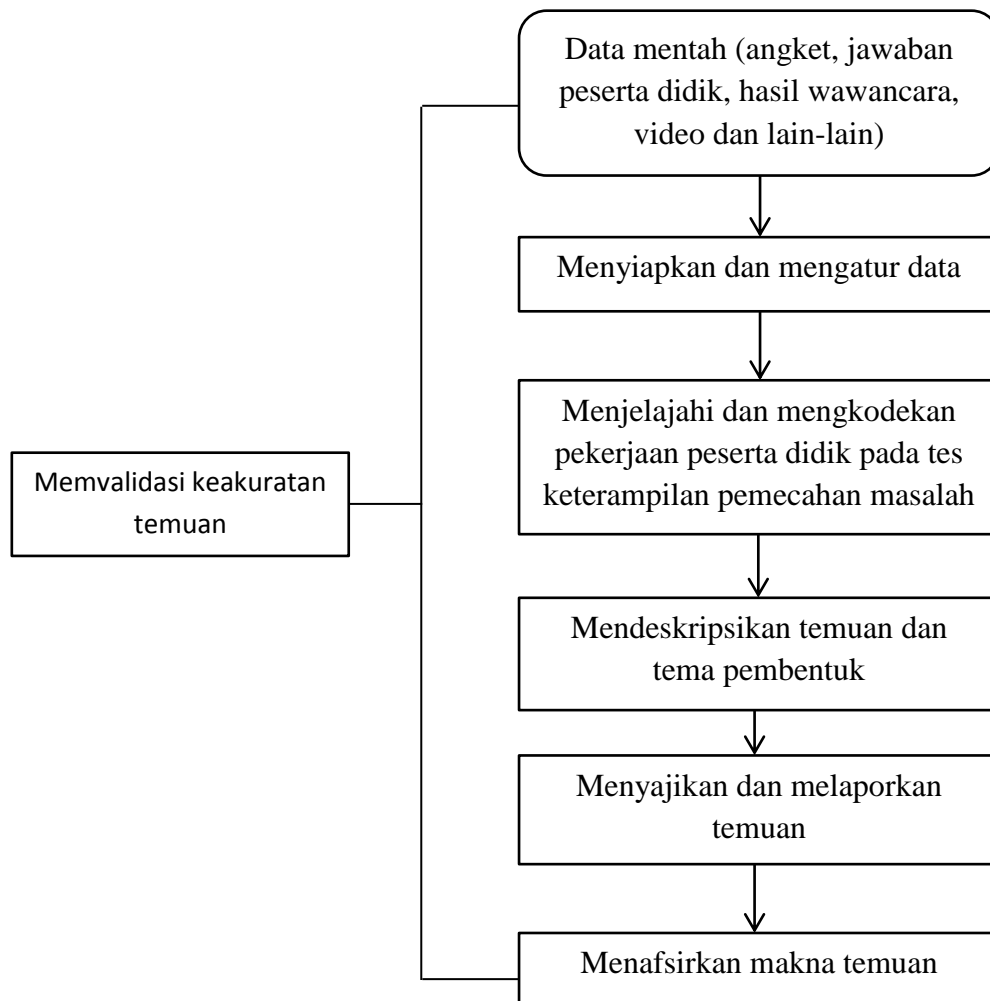 Data mentah (angket, jawaban
peserta didik, hasil wawancara,
video dan lain-lain)
Menyiapkan dan mengatur data
Menjelajahi dan mengkodekan
pekerjaan peserta didik pada tes
keterampilan pemecahan masalah
Memvalidasi keakuratan
temuan
Mendeskripsikan temuan dan
tema pembentuk
Menyajikan dan melaporkan
temuan
Menafsirkan makna temuan